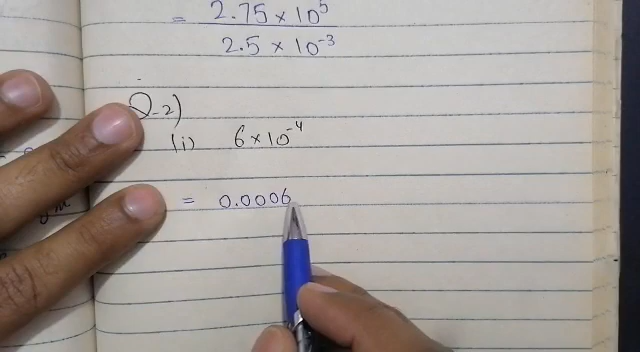 = 2.75 × 10⁵
2.5 × 10⁻³
Q-2)
(i) 6 × 10⁻⁴
= 0.0006